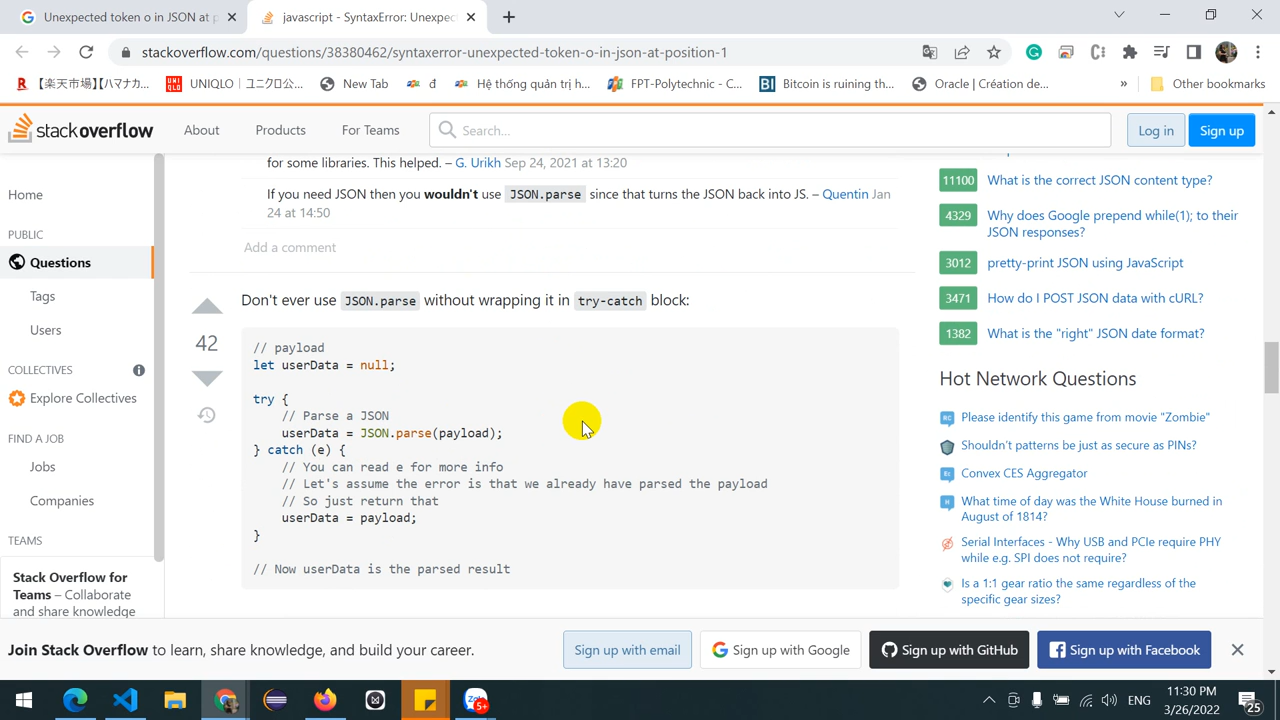 Unexpected token o in JSON at p
javascript - SyntaxError: Unexpec
stackoverflow.com/questions/38380462/syntaxerror-unexpected-token-o-in-json-at-position-1
【楽天市場】【ハマナカ...
UNIQLO｜ユニクロ公...
New Tab
đ
Hệ thống quản trị h...
FPT-Polytechnic - C...
Bitcoin is ruining th...
Oracle | Création de...
»
Other bookmarks
stackoverflow
About
Products
For Teams
Search...
Log in
Sign up
Home
PUBLIC
Questions
Tags
Users
COLLECTIVES
Explore Collectives
FIND A JOB
Jobs
Companies
TEAMS
Stack Overflow for
Teams – Collaborate
and share knowledge
for some libraries. This helped. – G. Urikh Sep 24, 2021 at 13:20
If you need JSON then you wouldn't use JSON.parse since that turns the JSON back into JS. – Quentin Jan
24 at 14:50
Add a comment
42
Don't ever use JSON.parse without wrapping it in try-catch block:
// payload
let userData = null;
try {
// Parse a JSON
userData = JSON.parse(payload);
} catch (e) {
// You can read e for more info
// Let's assume the error is that we already have parsed the payload
// So just return that
userData = payload;
}
// Now userData is the parsed result
11100 What is the correct JSON content type?
4329 Why does Google prepend while(1); to their
JSON responses?
3012 pretty-print JSON using JavaScript
3471 How do I POST JSON data with cURL?
1382 What is the "right" JSON date format?
Hot Network Questions
Please identify this game from movie "Zombie"
Shouldn't patterns be just as secure as PINs?
Convex CES Aggregator
What time of day was the White House burned in
August of 1814?
Serial Interfaces - Why USB and PCIe require PHY
while e.g. SPI does not require?
Is a 1:1 gear ratio the same regardless of the
specific gear sizes?
Join Stack Overflow to learn, share knowledge, and build your career.
Sign up with email
Sign up with Google
Sign up with GitHub
Sign up with Facebook
5+
ENG
11:30 PM
3/26/2022
25